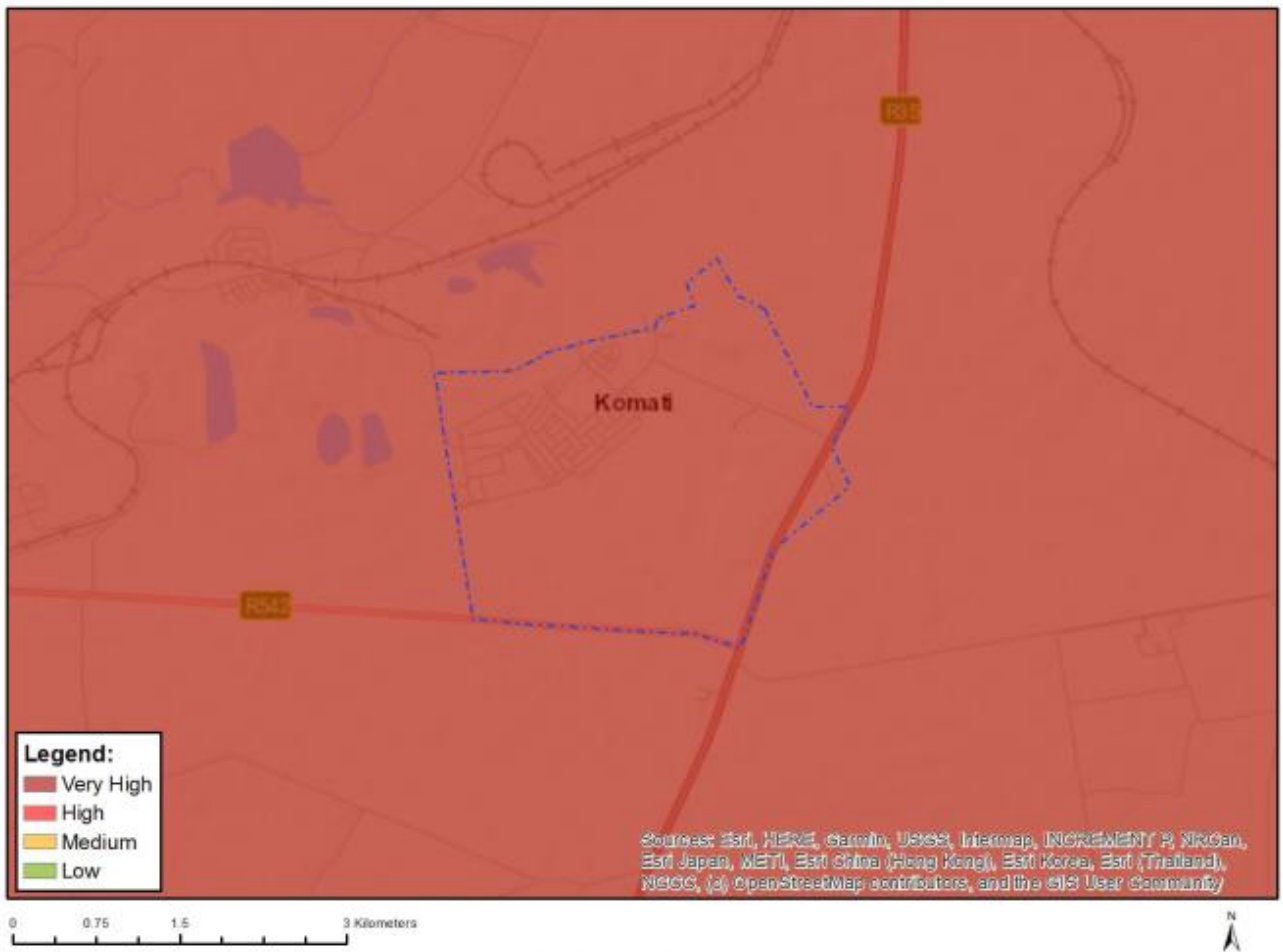 R35
Komati
R542
Legend:
Very High
High
Medium
Low
Sources: Esri, HERE, Garmin, USGS, Intermap, INCREMENT P, NRCan,
Esri Japan, METI, Esri China (Hong Kong), Esri Korea, Esri (Thailand),
NGCC, (c) OpenStreetMap contributors, and the GIS User Community
0 0.75 1.5 3 Kilometers
N